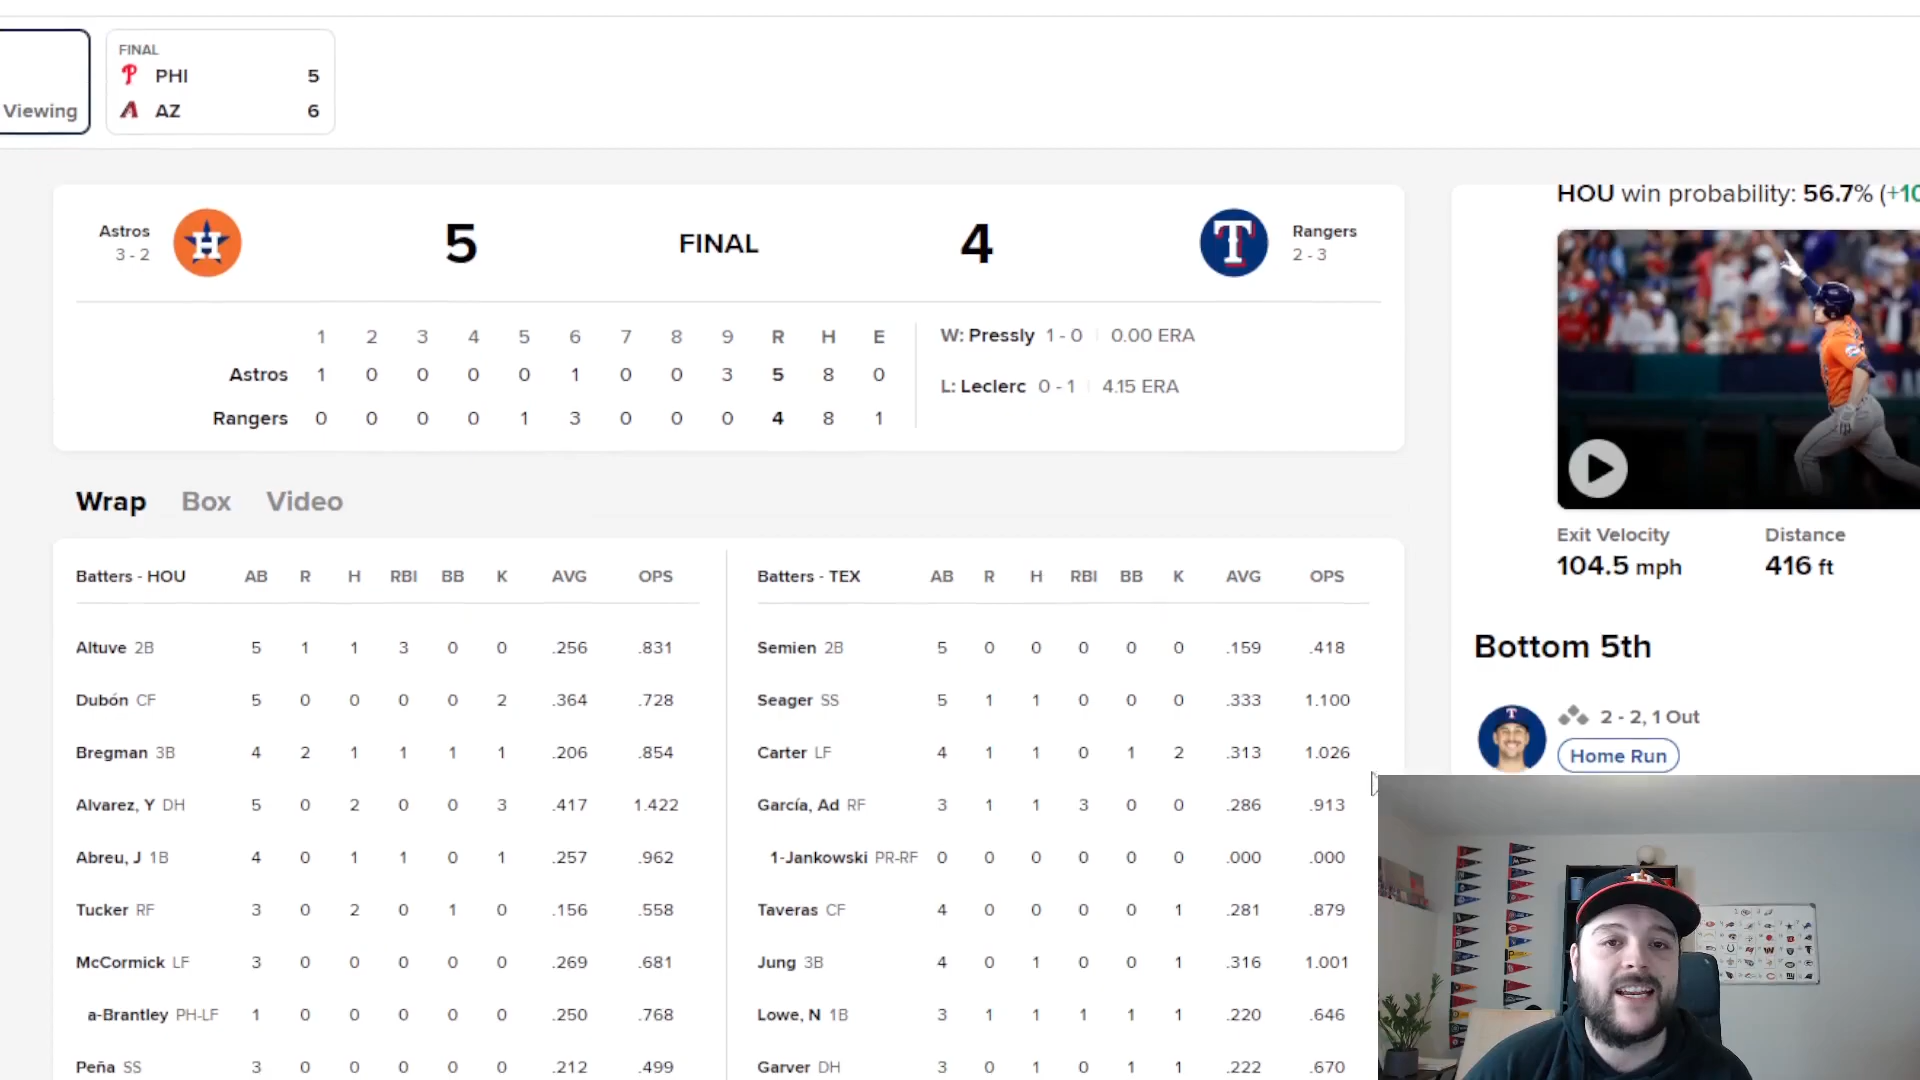 FINAL
PHI 5
Viewing
AZ 6
HOU win probability: 56.7% (+10
Astros
3 - 2
5
FINAL
4
Rangers
2 - 3
1 2 3 4 5 6 7 8 9 R H E
Astros 1 0 0 0 0 1 0 0 3 5 8 0
Rangers 0 0 0 0 1 3 0 0 0 4 8 1
W: Pressly 1 - 0 0.00 ERA
L: Leclerc 0 - 1 4.15 ERA
Exit Velocity Distance
104.5 mph 416 ft
Wrap Box Video
Batters - HOU AB R H RBI BB K AVG OPS
Altuve 2B 5 1 1 3 0 0 .256 .831
Dubón CF 5 0 0 0 0 2 .364 .728
Bregman 3B 4 2 1 1 1 1 .206 .854
Alvarez, Y DH 5 0 2 0 0 3 .417 1.422
Abreu, J 1B 4 0 1 1 0 1 .257 .962
Tucker RF 3 0 2 0 1 0 .156 .558
McCormick LF 3 0 0 0 0 0 .269 .681
a-Brantley PH-LF 1 0 0 0 0 0 .250 .768
Peña SS 3 0 0 0 0 0 .212 .499
Batters - TEX AB R H RBI BB K AVG OPS
Semien 2B 5 0 0 0 0 0 .159 .418
Seager SS 5 1 1 0 0 0 .333 1.100
Carter LF 4 1 1 0 1 2 .313 1.026
García, Ad RF 3 1 1 3 0 0 .286 .913
1-Jankowski PR-RF 0 0 0 0 0 0 .000 .000
Taveras CF 4 0 0 0 0 1 .281 .879
Jung 3B 4 0 1 0 0 1 .316 1.001
Lowe, N 1B 3 1 1 1 1 1 .220 .646
Garver DH 3 0 1 0 1 1 .222 .670
Bottom 5th
2 - 2, 1 Out
Home Run